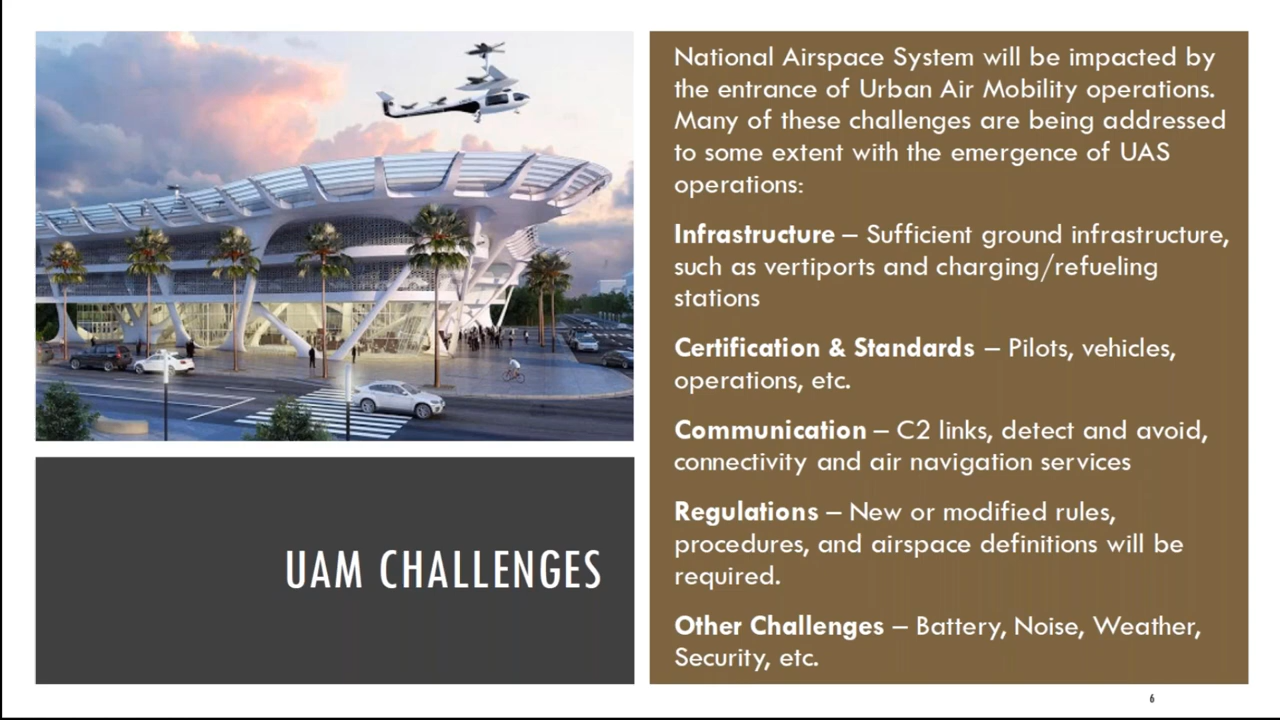 National Airspace System will be impacted by
the entrance of Urban Air Mobility operations.
Many of these challenges are being addressed
to some extent with the emergence of UAS
operations:
Infrastructure – Sufficient ground infrastructure,
such as vertiports and charging/refueling
stations
Certification & Standards – Pilots, vehicles,
operations, etc.
Communication – C2 links, detect and avoid,
connectivity and air navigation services
Regulations – New or modified rules,
procedures, and airspace definitions will be
required.
Other Challenges – Battery, Noise, Weather,
Security, etc.
UAM CHALLENGES
6